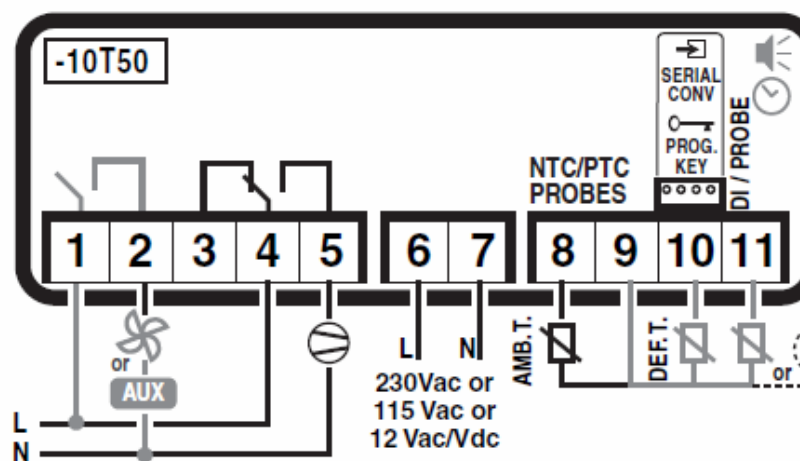 -10T50
SERIAL
CONV
PROG.
KEY
DI / PROBE
NTC/PTC
PROBES
1 2 3 4 5 6 7 8 9 10 11
or
AUX
L
N
L N
230Vac or
115 Vac or
12 Vac/Vdc
AMB.T.
DEF.T.
or